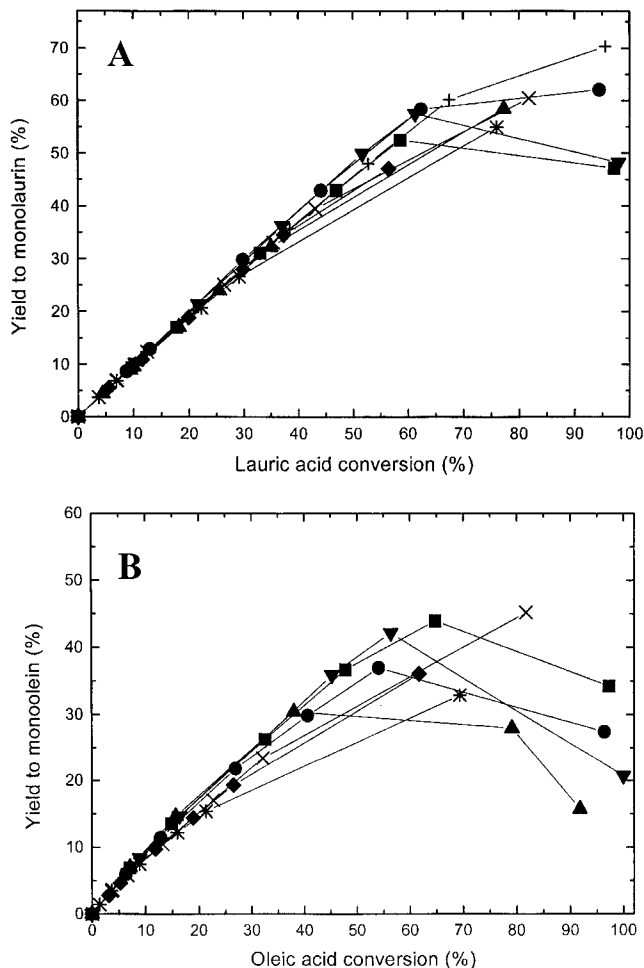 A
Yield to monolaurin (%)
70
60
50
40
30
20
10
0
0 10 20 30 40 50 60 70 80 90 100
Lauric acid conversion (%)
B
Yield to monoolein (%)
60
50
40
30
20
10
0
0 10 20 30 40 50 60 70 80 90 100
Oleic acid conversion (%)